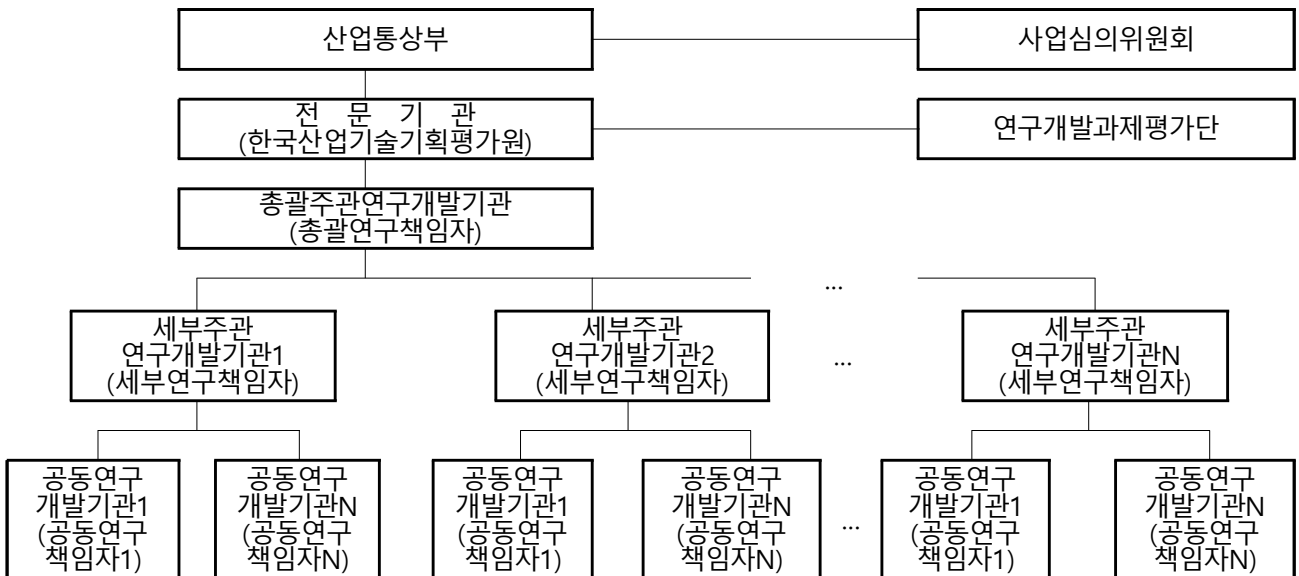 산업통상부
사업심의위원회
전 문 기 관
(한국산업기술기획평가원)
연구개발과제평가단
총괄주관연구개발기관
(총괄연구책임자)
...
세부주관
연구개발기관1
(세부연구책임자)
세부주관
연구개발기관2
(세부연구책임자)
...
세부주관
연구개발기관N
(세부연구책임자)
공동연구
개발기관1
(공동연구
책임자1)
공동연구
개발기관N
(공동연구
책임자N)
공동연구
개발기관1
(공동연구
책임자1)
공동연구
개발기관N
(공동연구
책임자N)
...
공동연구
개발기관1
(공동연구
책임자1)
공동연구
개발기관N
(공동연구
책임자N)